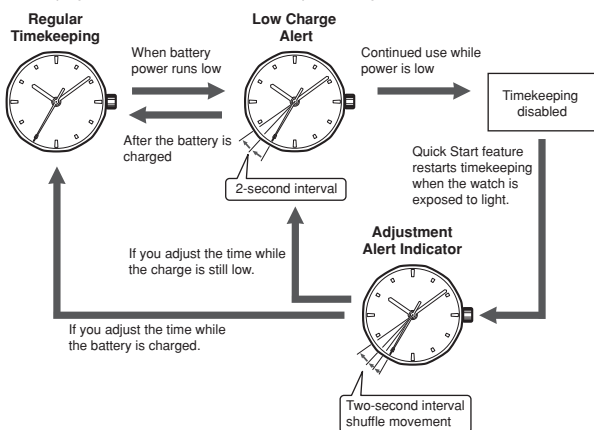 Regular
Timekeeping
When battery
power runs low
Low Charge
Alert
Continued use while
power is low
Timekeeping
disabled
After the battery is
charged
2-second interval
Quick Start feature
restarts timekeeping
when the watch is
exposed to light.
Adjustment
Alert Indicator
If you adjust the time while
the charge is still low.
If you adjust the time while
the battery is charged.
Two-second interval
shuffle movement